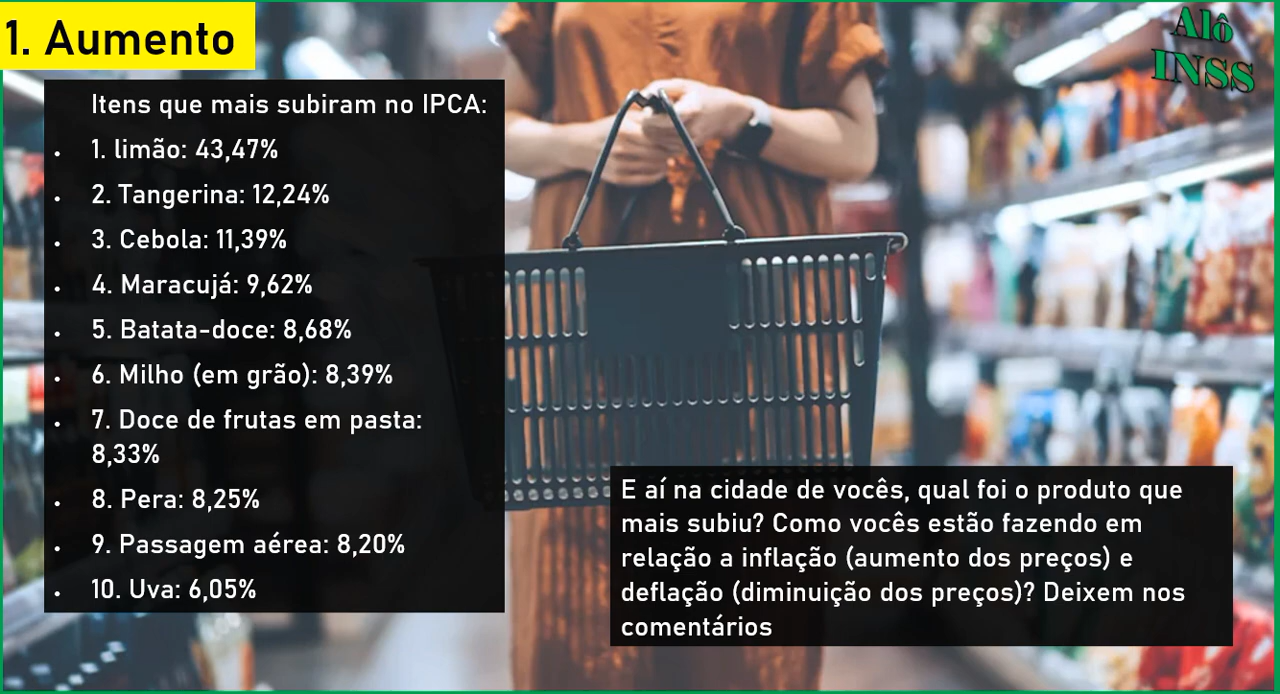 1. Aumento
Alô
INSS
Itens que mais subiram no IPCA:
• 1. limão: 43,47%
• 2. Tangerina: 12,24%
• 3. Cebola: 11,39%
• 4. Maracujá: 9,62%
• 5. Batata-doce: 8,68%
• 6. Milho (em grão): 8,39%
• 7. Doce de frutas em pasta:
8,33%
• 8. Pera: 8,25%
• 9. Passagem aérea: 8,20%
• 10. Uva: 6,05%
E aí na cidade de vocês, qual foi o produto que
mais subiu? Como vocês estão fazendo em
relação a inflação (aumento dos preços) e
deflação (diminuição dos preços)? Deixem nos
comentários